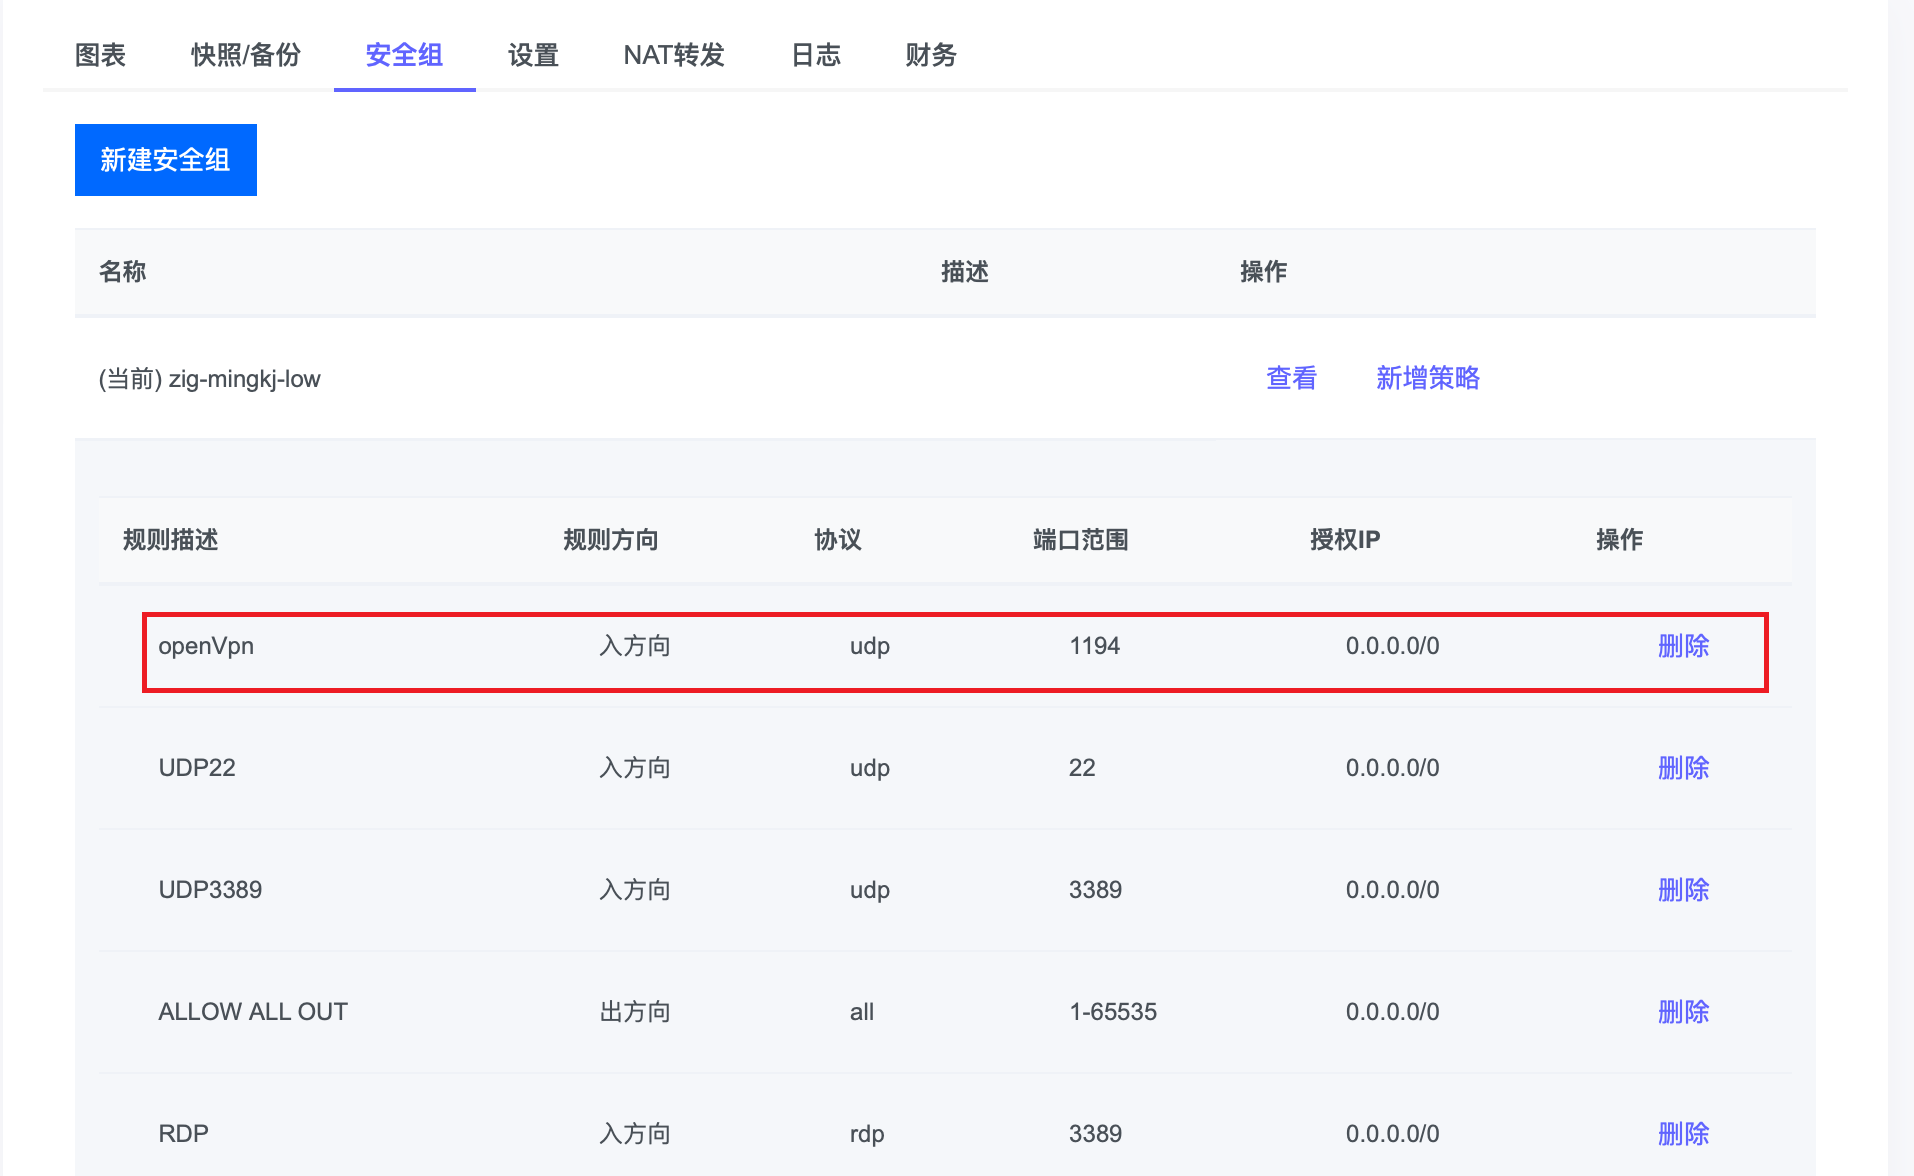 图表 快照/备份 安全组 设置 NAT转发 日志 财务
新建安全组
名称 描述 操作
(当前) zig-mingkj-low 查看 新增策略
规则描述 规则方向 协议 端口范围 授权IP 操作
openVpn 入方向 udp 1194 0.0.0.0/0 删除
UDP22 入方向 udp 22 0.0.0.0/0 删除
UDP3389 入方向 udp 3389 0.0.0.0/0 删除
ALLOW ALL OUT 出方向 all 1-65535 0.0.0.0/0 删除
RDP 入方向 rdp 3389 0.0.0.0/0 删除